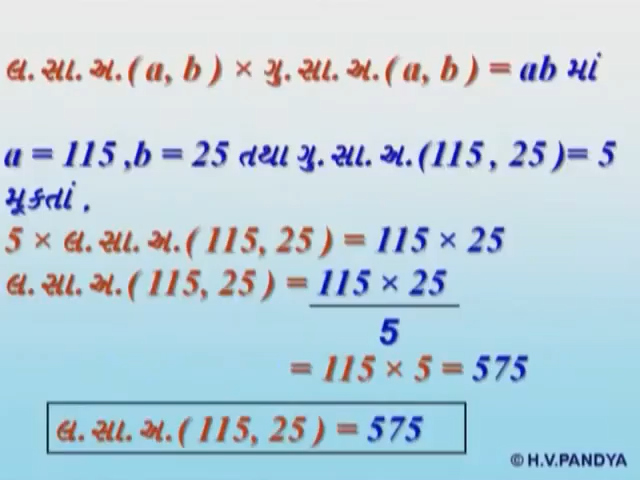 લ. સા. અ. ( a, b ) × ગુ. સા. અ. ( a, b ) = ab માં
a = 115 ,b = 25 તથા ગુ. સા. અ. (115 , 25 )= 5
મૂકતાં .
5 × લ. સા. અ. ( 115, 25 ) = 115 × 25
લ. સા. અ. ( 115, 25 ) = 115 × 25
5
= 115 × 5 = 575
લ. સા. અ. ( 115, 25 ) = 575
© H.V.PANDYA